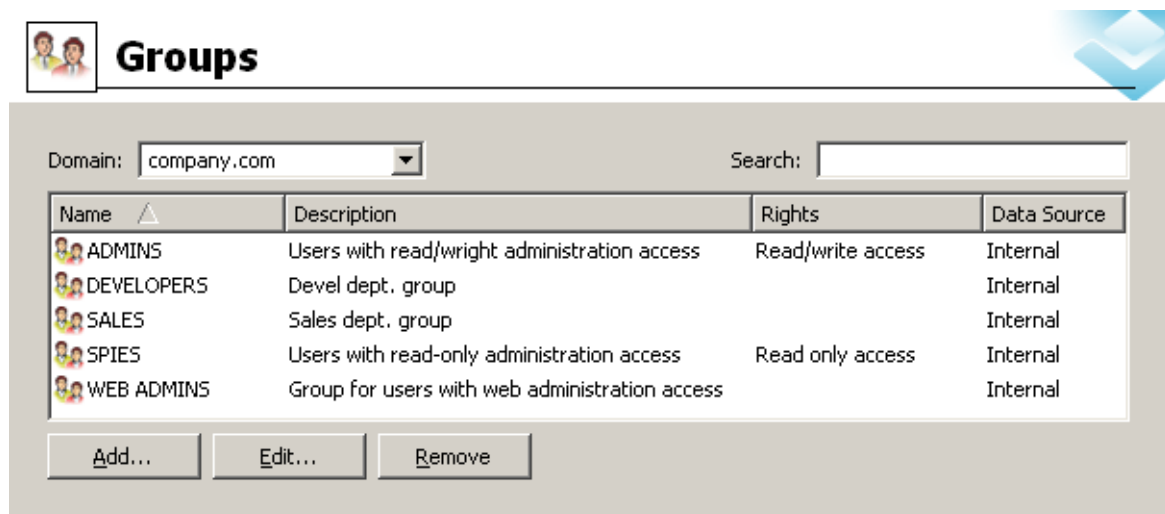 Groups
Domain: company.com Search:
Name Description Rights Data Source
ADMINS Users with read/wright administration access Read/write access Internal
DEVELOPERS Devel dept. group Internal
SALES Sales dept. group Internal
SPIES Users with read-only administration access Read only access Internal
WEB ADMINS Group for users with web administration access Internal
Add... Edit... Remove